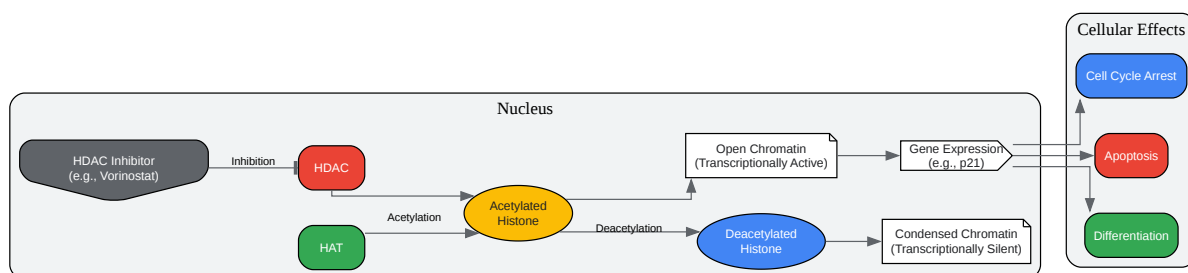 Cellular Effects
Cell Cycle Arrest
Nucleus
HDAC Inhibitor
(e.g., Vorinostat)
Inhibition
HDAC
Open Chromatin
(Transcriptionally Active)
Gene Expression
(e.g., p21)
Apoptosis
HAT
Acetylation
Acetylated
Histone
Deacetylation
Deacetylated
Histone
Condensed Chromatin
(Transcriptionally Silent)
Differentiation